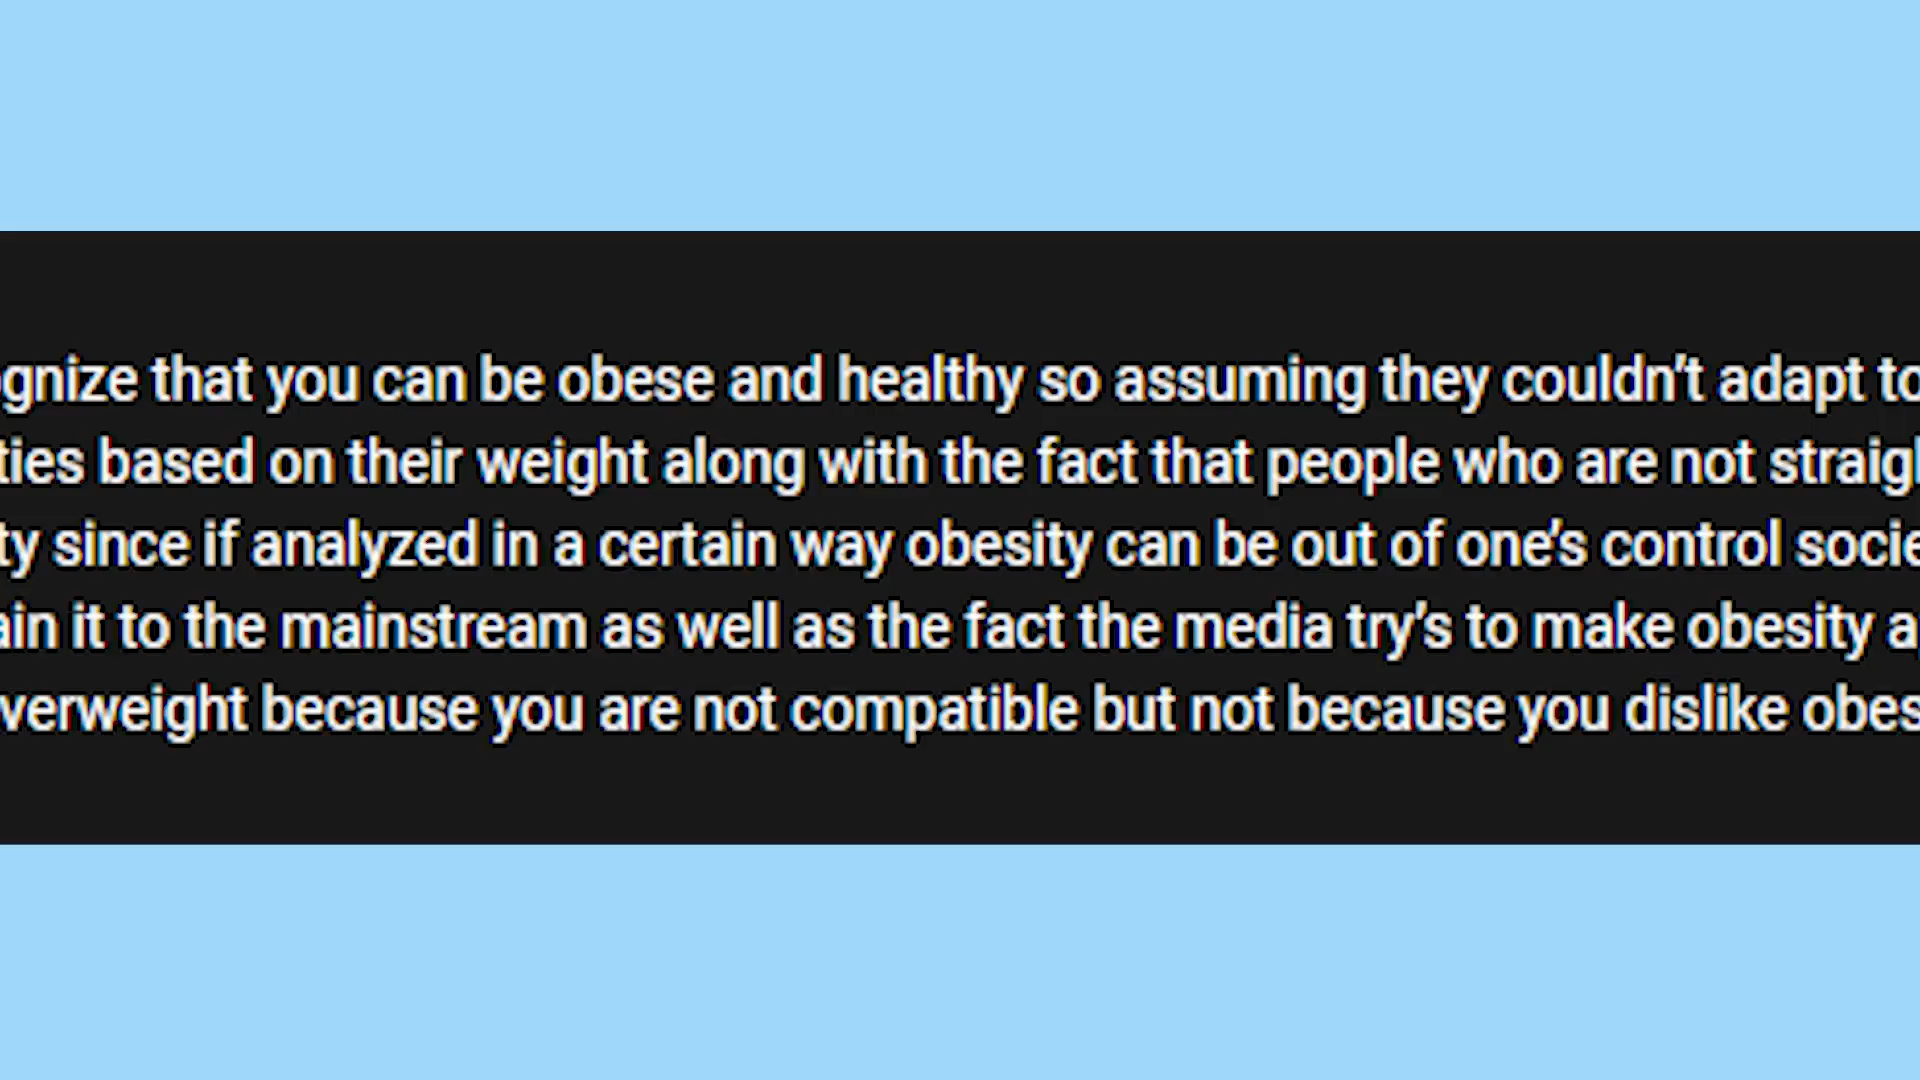 ognize that you can be obese and healthy so assuming they couldn't adapt to
ties based on their weight along with the fact that people who are not straigh
ty since if analyzed in a certain way obesity can be out of one's control socie
ain it to the mainstream as well as the fact the media try's to make obesity a
verweight because you are not compatible but not because you dislike obes